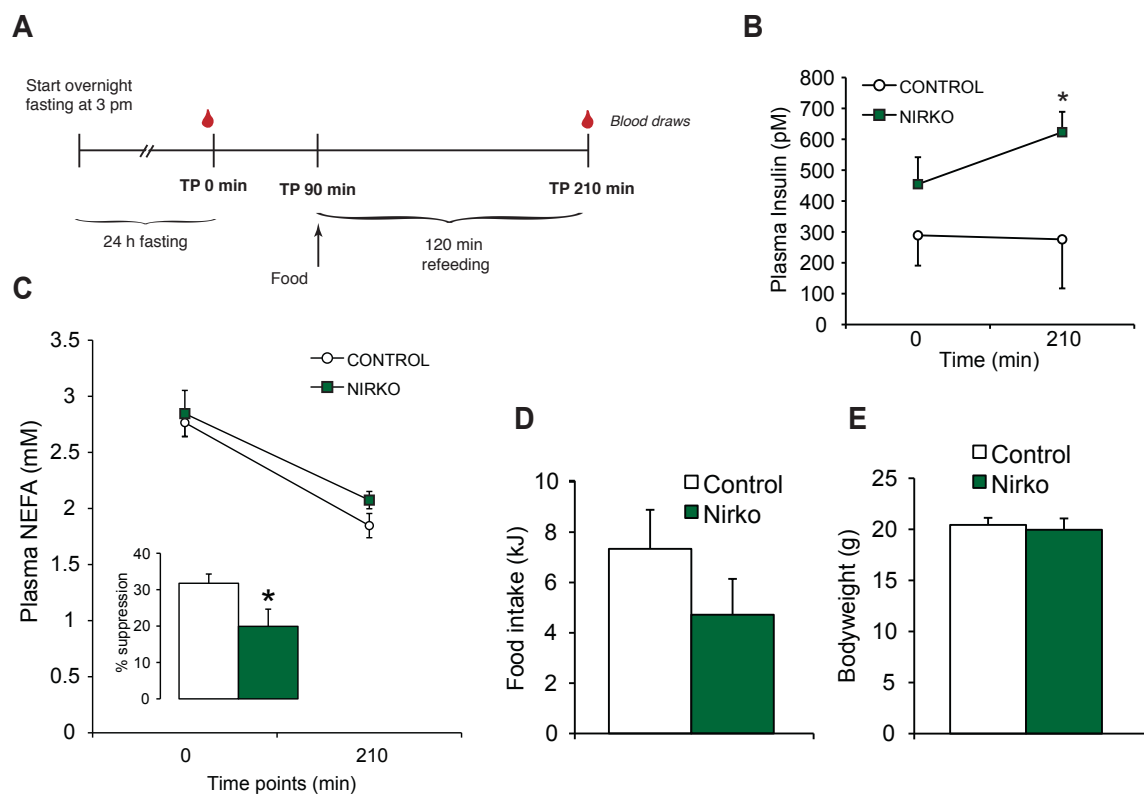 A
Start overnight
fasting at 3 pm
Blood draws
TP 0 min
TP 90 min
TP 210 min
24 h fasting
120 min
refeeding
Food
B
800
700
600
500
400
300
200
100
0
Plasma Insulin (pM)
CONTROL
NIRKO
*
0
210
Time (min)
C
3.5
3
2.5
2
1.5
1
0.5
0
Plasma NEFA (mM)
CONTROL
NIRKO
40
30
20
10
0
% suppression
*
0
210
Time points (min)
D
10
8
6
4
2
0
Food intake (kJ)
Control
Nirko
E
25
20
15
10
5
0
Bodyweight (g)
Control
Nirko